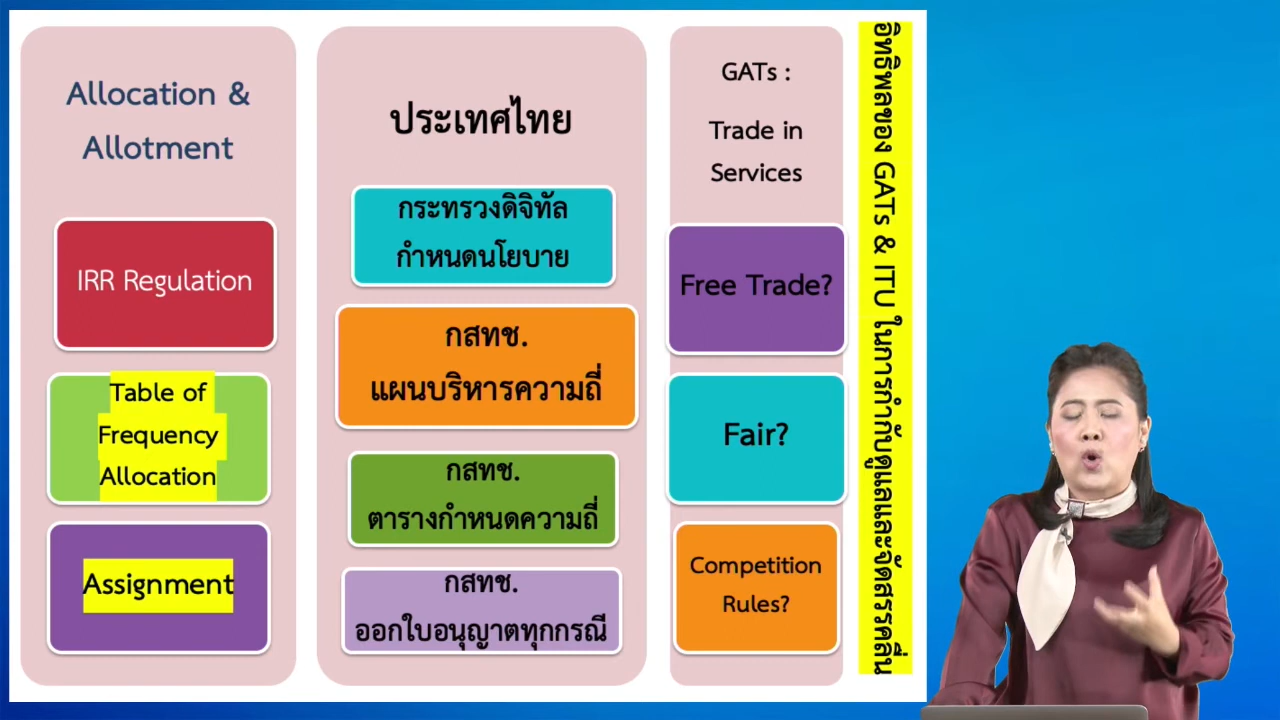 Allocation &
Allotment
IRR Regulation
Table of
Frequency
Allocation
Assignment
ประเทศไทย
กระทรวงดิจิทัล
กำหนดนโยบาย
กสทช.
แผนบริหารความถี่
กสทช.
ตารางกำหนดความถี่
กสทช.
ออกใบอนุญาตทุกกรณี
GATs :
Trade in
Services
Free Trade?
Fair?
Competition
Rules?
อิทธิพลของ GATs & ITU ในการกำกับดูแลและจัดสรรคลื่น